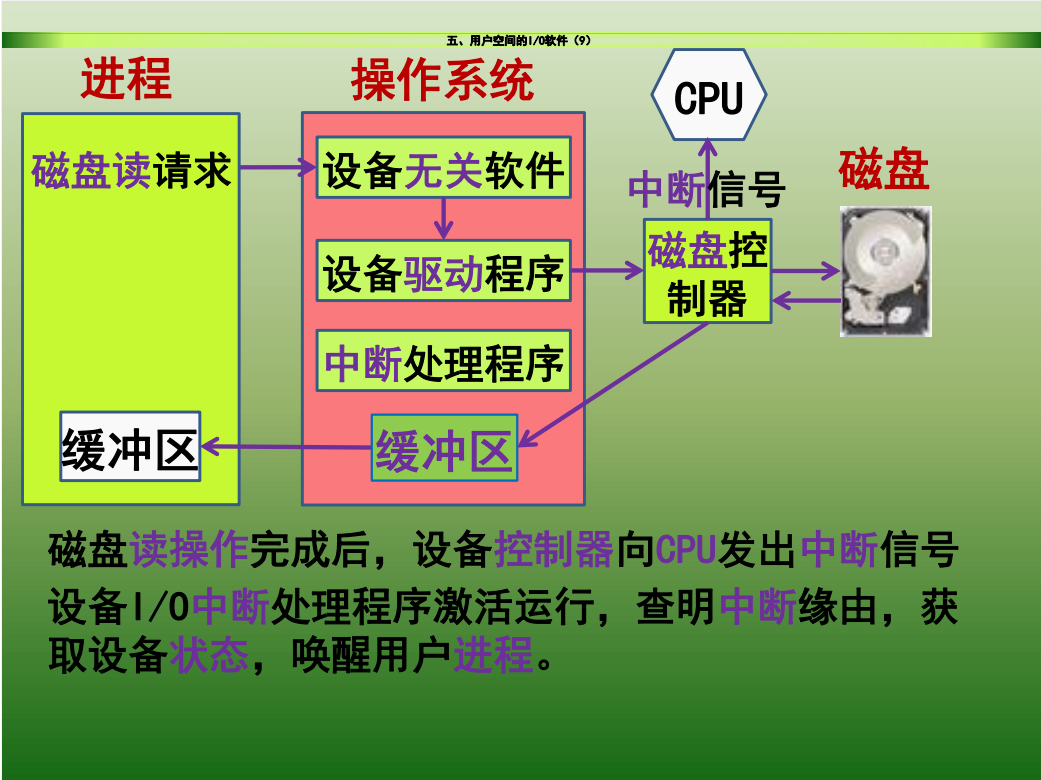 五、用户空间的I/O软件（9）
进程
操作系统
CPU
磁盘读请求
设备无关软件
磁盘
中断信号
设备驱动程序
磁盘控
制器
中断处理程序
缓冲区
缓冲区
磁盘读操作完成后，设备控制器向CPU发出中断信号
设备I/O中断处理程序激活运行，查明中断缘由，获
取设备状态，唤醒用户进程。